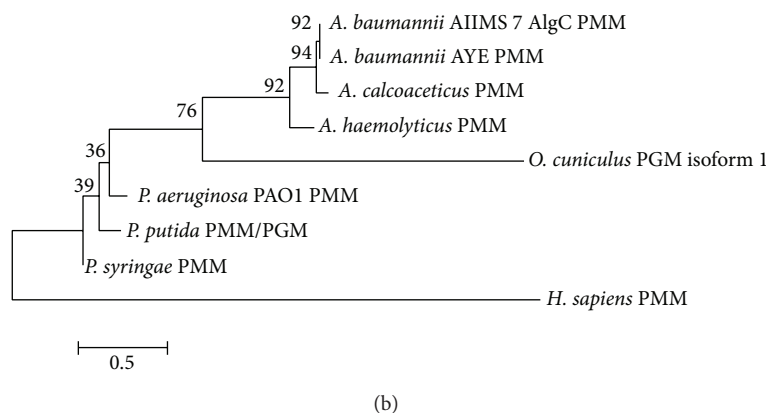 92
A. baumannii AIIMS 7 AlgC PMM
A. baumannii AYE PMM
94
A. calcoaceticus PMM
92
A. haemolyticus PMM
76
O. cuniculus PGM isoform 1
36
P. aeruginosa PAO1 PMM
39
P. putida PMM/PGM
P. syringae PMM
H. sapiens PMM
0.5
(b)